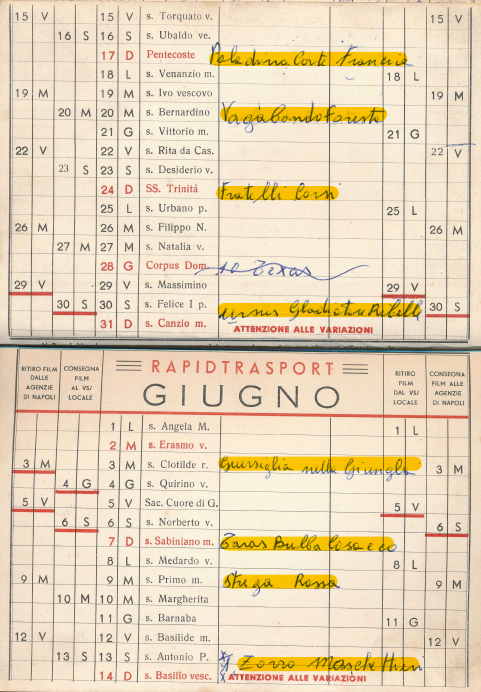 15 V 15 V s. Torquato v. 15 V
16 S 16 S s. Ubaldo ve.
17 D Pentecoste Paladino Corte Francia
18 L s. Venanzio m. 18 L
19 M 19 M s. Ivo vescovo 19 M
20 M 20 M s. Bernardino Vagabondo Foresta
21 G s. Vittorio m. 21 G
22 V 22 V s. Rita da Cas. 22 V
23 S 23 S s. Desiderio v.
24 D SS. Trinitá Fratelli Corsi
25 L s. Urbano p. 25 L
26 M 26 M s. Filippo N. 26 M
27 M 27 M s. Natalia v.
28 G Corpus Dom. 10 Texas
29 V 29 V s. Massimino 29 V
30 S 30 S s. Felice I p. Ursus Gladiatori Ribelli 30 S
31 D s. Canzio m. ATTENZIONE ALLE VARIAZIONI
RITIRO FILM DALLE AGENZIE DI NAPOLI
CONSEGNA FILM AL VS/ LOCALE
RAPIDTRASPORT
GIUGNO
RITIRO FILM DAL VS/ LOCALE
CONSEGNA FILM ALLE AGENZIE DI NAPOLI
1 L s. Angela M. 1 L
2 M s. Erasmo v.
3 M 3 M s. Clotilde r. Guerriglia nella Giungla 3 M
4 G 4 G s. Quirino v.
5 V 5 V Sac. Cuore di G. 5 V
6 S 6 S s. Norberto v. 6 S
7 D s. Sabiniano m. Taras Bulba Cosacco
8 L s. Medardo v. 8 L
9 M 9 M s. Primo m. Strega Rossa 9 M
10 M 10 M s. Margherita
11 G s. Barnaba 11 G
12 V 12 V s. Basilide m. 12 V
13 S 13 S s. Antonio P. Zorro Moschettieri
14 D s. Basilio vesc. ATTENZIONE ALLE VARIAZIONI